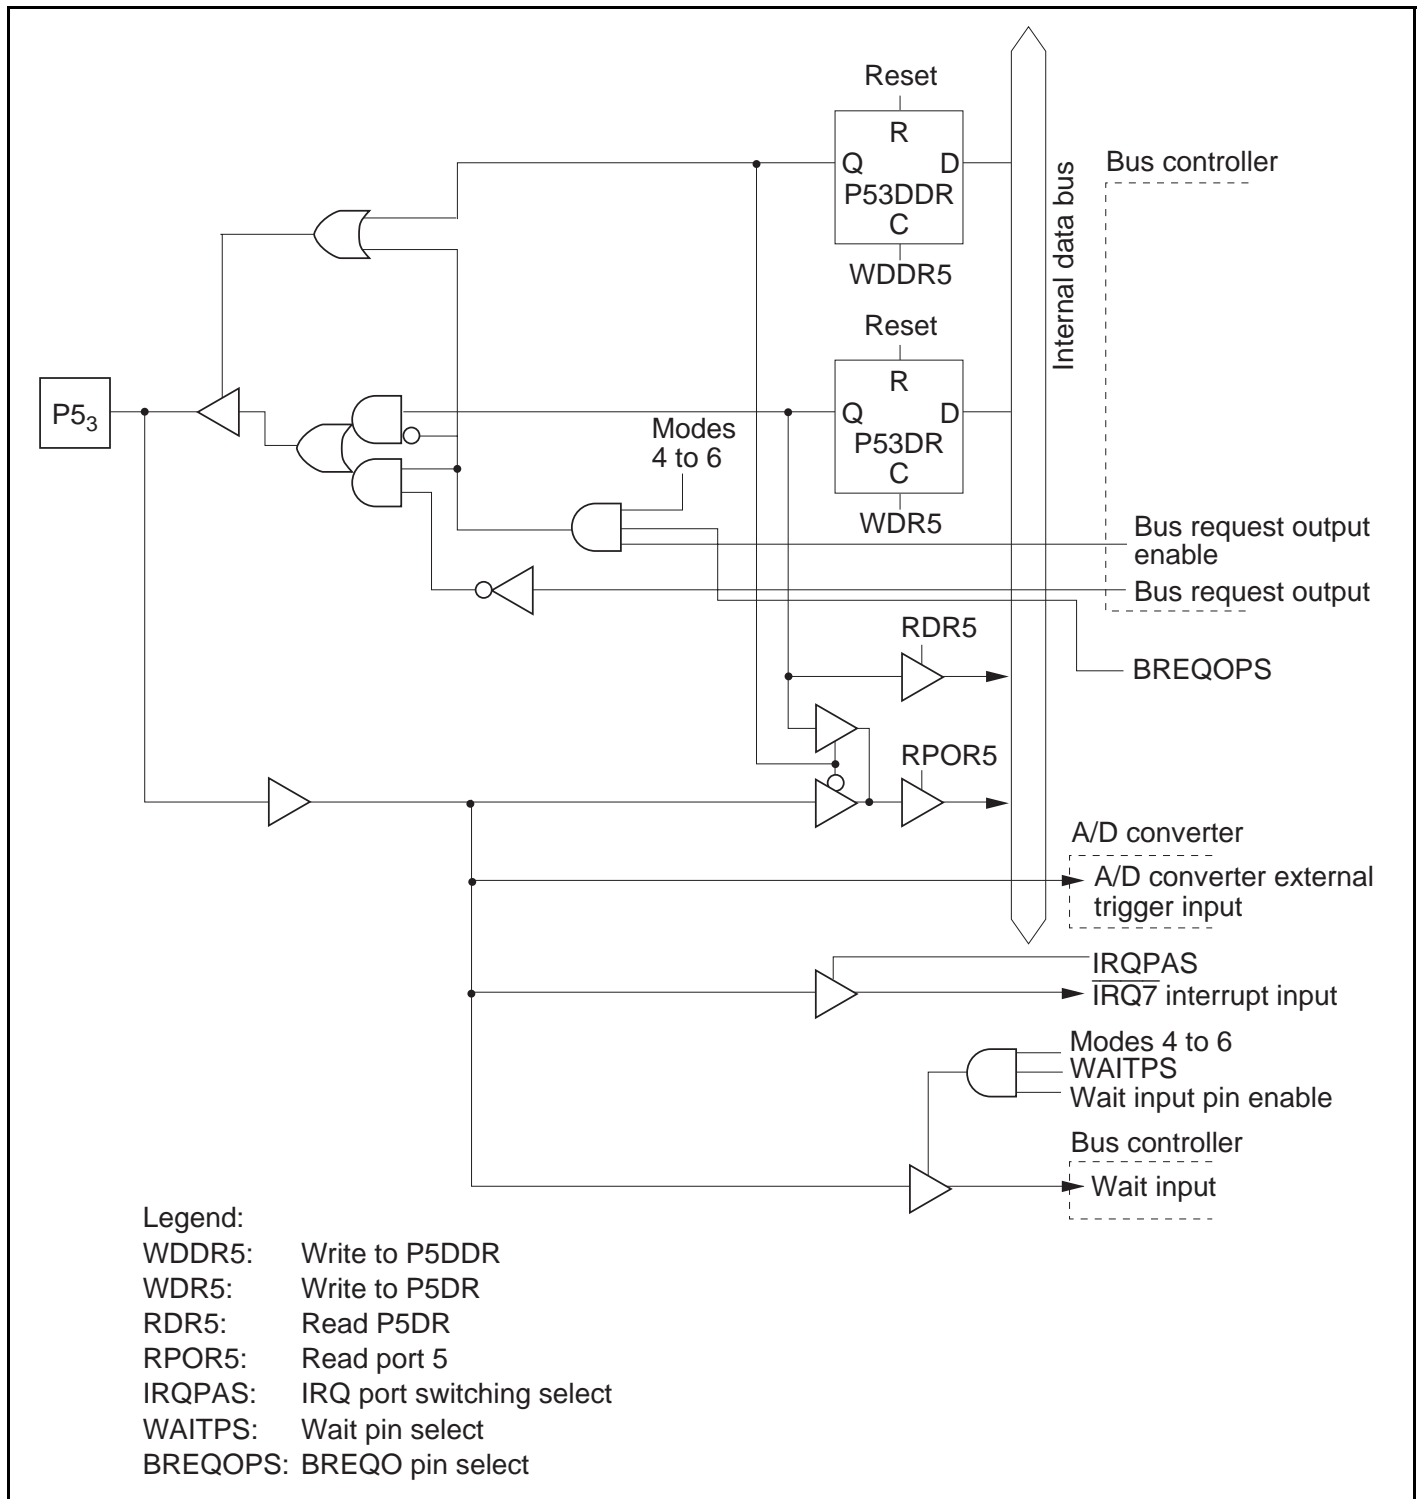 Reset
R
Q D
P53DDR
C
WDDR5
Reset
R
Q D
P53DR
C
WDR5
Internal data bus
Bus controller
P5₃
Modes
4 to 6
Bus request output
enable
Bus request output
RDR5
BREQOPS
RPOR5
A/D converter
A/D converter external
trigger input
IRQPAS
IRQ7 interrupt input
Modes 4 to 6
WAITPS
Wait input pin enable
Bus controller
Wait input
Legend:
WDDR5: Write to P5DDR
WDR5: Write to P5DR
RDR5: Read P5DR
RPOR5: Read port 5
IRQPAS: IRQ port switching select
WAITPS: Wait pin select
BREQOPS: BREQO pin select